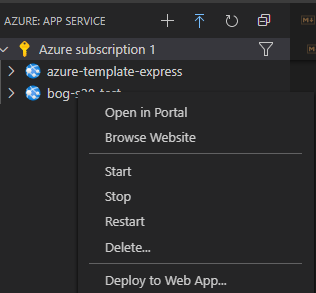 AZURE: APP SERVICE
Azure subscription 1
azure-template-express
Open in Portal
Browse Website
Start
Stop
Restart
Delete...
Deploy to Web App...